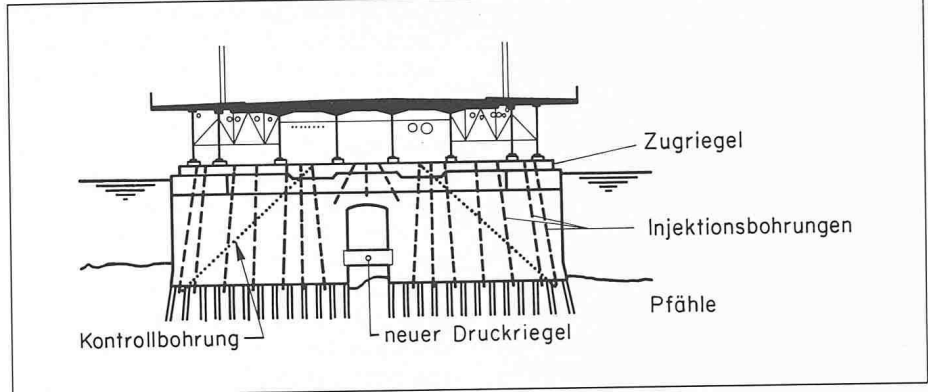 Zugriegel
Injektionsbohrungen
Pfähle
Kontrollbohrung
neuer Druckriegel